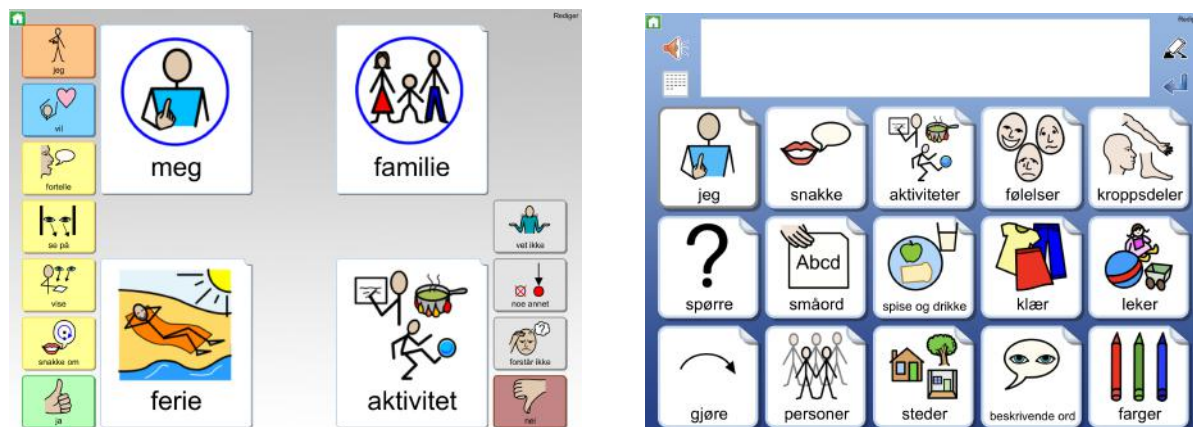 Rediger
jeg
vil
fortelle
se på
vise
snakke om
ja
meg
familie
ferie
aktivitet
vet ikke
noe annet
forstår ikke
nei
jeg
snakke
aktiviteter
følelser
kroppsdeler
spørre
Abcd
småord
spise og drikke
klær
leker
gjøre
personer
steder
beskrivende ord
farger